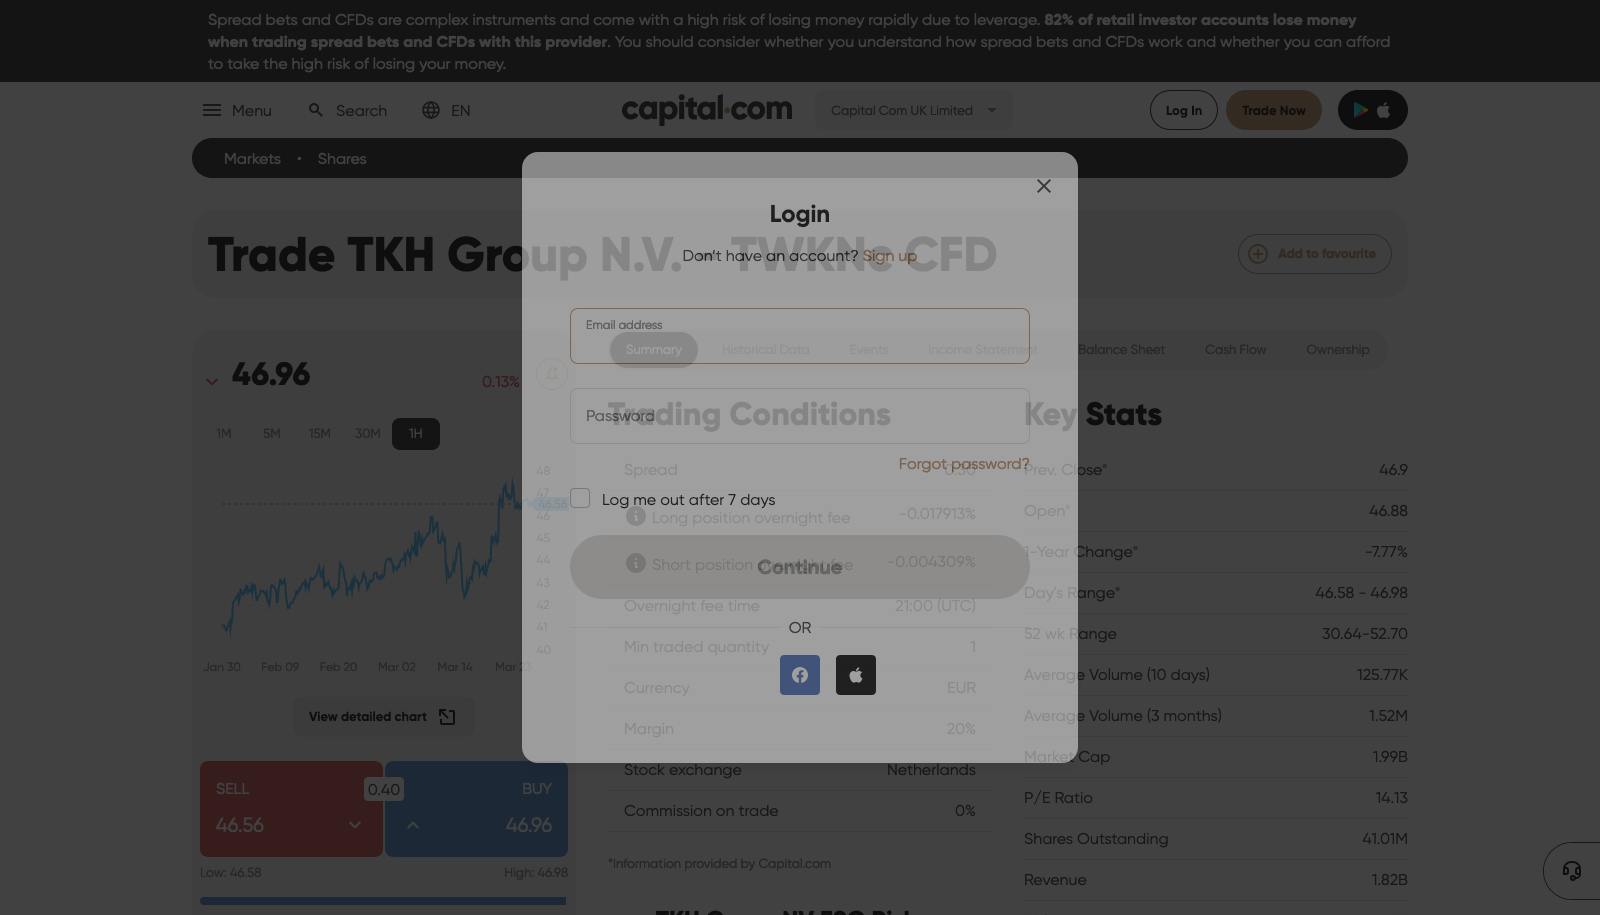 Spread bets and CFDs are complex instruments and come with a high risk of losing money rapidly due to leverage. 82% of retail investor accounts lose money
when trading spread bets and CFDs with this provider. You should consider whether you understand how spread bets and CFDs work and whether you can afford
to take the high risk of losing your money.
Menu
Search
EN
capital.com
Capital Com UK Limited
Log In
Trade Now
Markets • Shares
Login
Don't have an account? Sign up
Trade TKH Group N.V. - TWKNc CFD
Add to favourite
Email address
Summary
Historical Data
Events
Income Statement
Balance Sheet
Cash Flow
Ownership
46.96
0.13%
1M
5M
15M
30M
1H
48
47
46.56
46
45
44
43
42
41
40
Jan 30
Feb 09
Feb 20
Mar 02
Mar 14
Mar 23
View detailed chart
SELL
46.56
0.40
BUY
46.96
Low: 46.58
High: 46.98
Password
Forgot password?
Log me out after 7 days
Continue
OR
Trading Conditions
Spread
Long position overnight fee
-0.017913%
Short position overnight fee
-0.004309%
Overnight fee time
21:00 (UTC)
Min traded quantity
1
Currency
EUR
Margin
20%
Stock exchange
Netherlands
Commission on trade
0%
*Information provided by Capital.com
Key Stats
Prev. Close*
46.9
Open*
46.88
1-Year Change*
-7.77%
Day's Range*
46.58 - 46.98
52 wk Range
30.64-52.70
Average Volume (10 days)
125.77K
Average Volume (3 months)
1.52M
Market Cap
1.99B
P/E Ratio
14.13
Shares Outstanding
41.01M
Revenue
1.82B